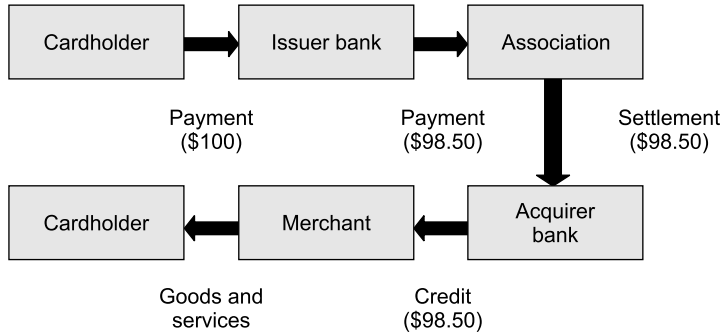 Cardholder
Issuer bank
Association
Payment
($100)
Payment
($98.50)
Settlement
($98.50)
Cardholder
Merchant
Acquirer
bank
Goods and
services
Credit
($98.50)